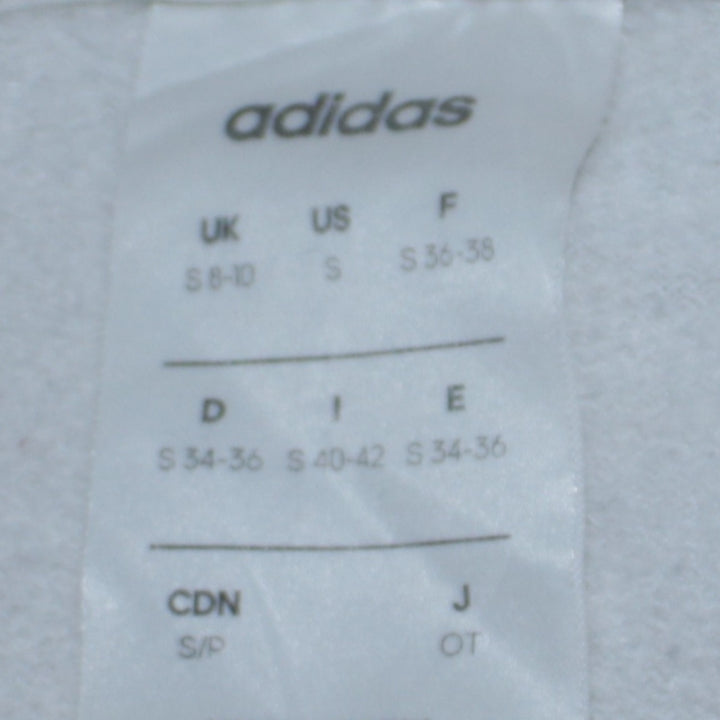 adidas
UK US F
S 8-10 S S 36-38
D I E
S 34-36 S 40-42 S 34-36
CDN J
S/P OT